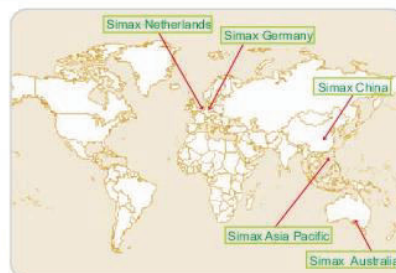 Simax Netherlands
Simax Germany
Simax China
Simax Asia Pacific
Simax Australia